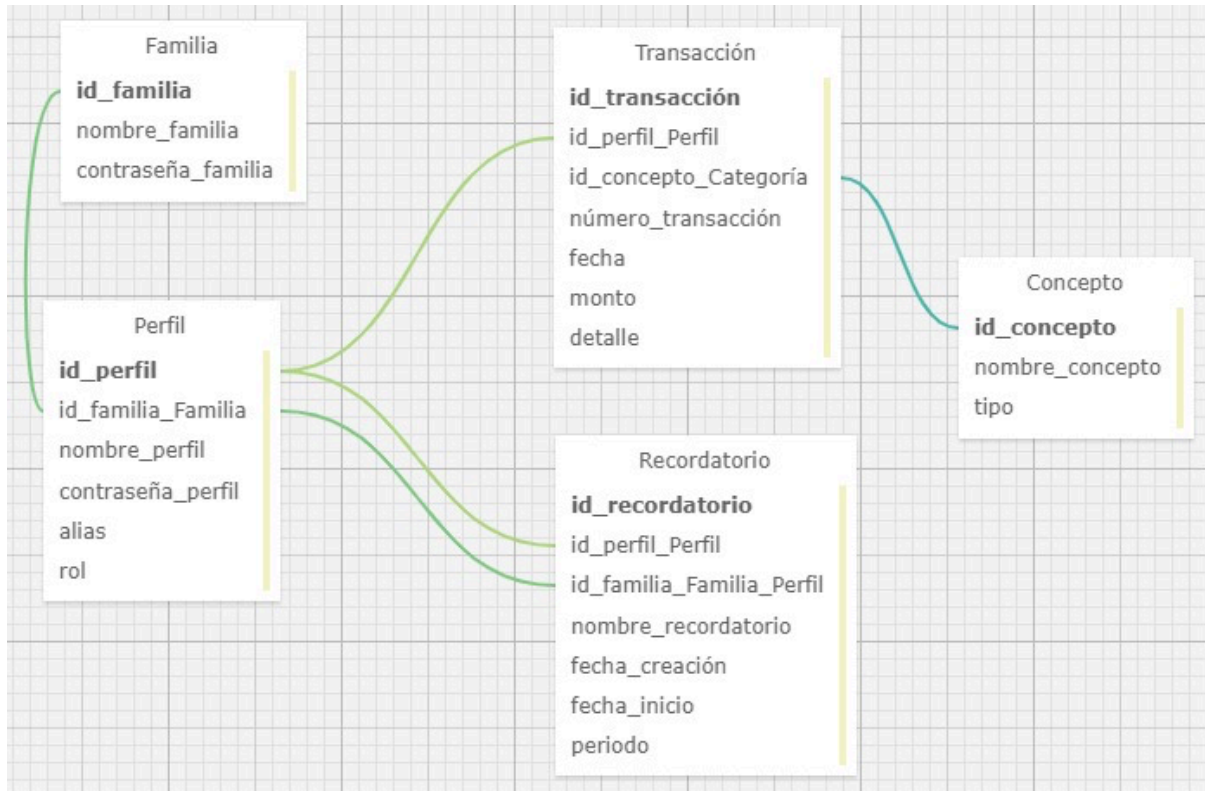 Familia
id_familia
nombre_familia
contraseña_familia
Transacción
id_transacción
id_perfil_Perfil
id_concepto_Categoría
número_transacción
fecha
monto
detalle
Concepto
id_concepto
nombre_concepto
tipo
Perfil
id_perfil
id_familia_Familia
nombre_perfil
contraseña_perfil
alias
rol
Recordatorio
id_recordatorio
id_perfil_Perfil
id_familia_Familia_Perfil
nombre_recordatorio
fecha_creación
fecha_inicio
periodo